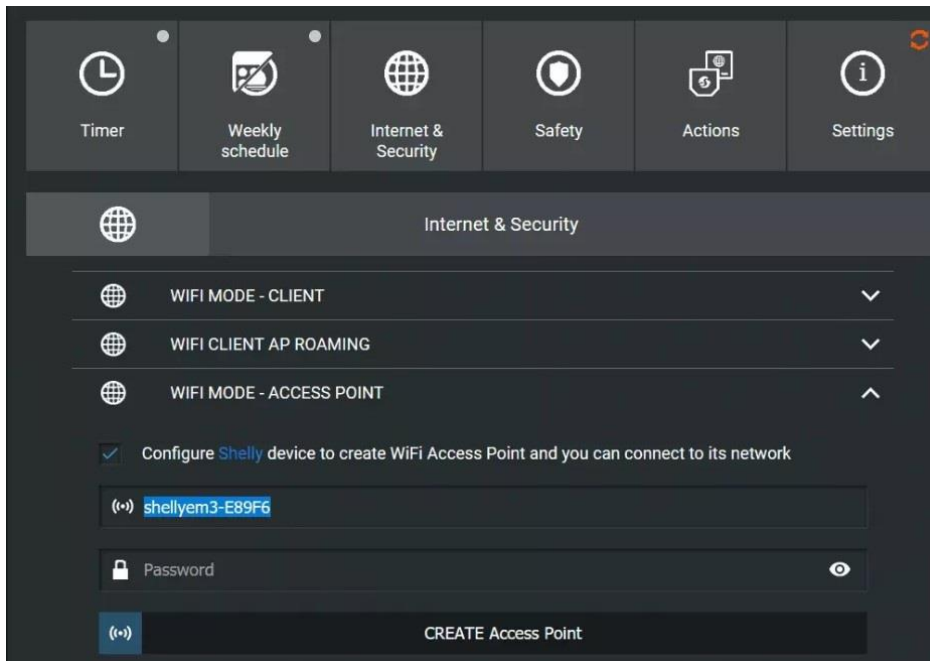 Timer
Weekly
schedule
Internet &
Security
Safety
Actions
Settings
Internet & Security
WIFI MODE - CLIENT
WIFI CLIENT AP ROAMING
WIFI MODE - ACCESS POINT
Configure Shelly device to create WiFi Access Point and you can connect to its network
shellyem3-E89F6
Password
CREATE Access Point